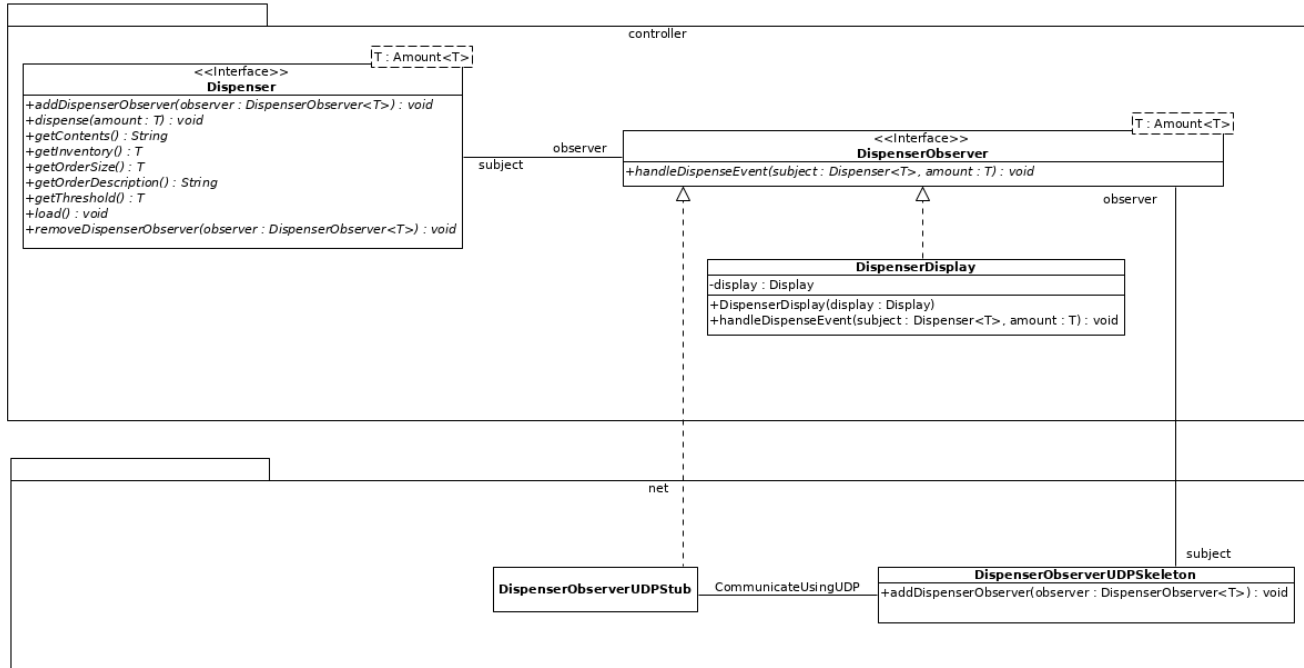 controller
T : Amount<T>
<<Interface>>
Dispenser
+addDispenserObserver(observer : DispenserObserver<T>) : void
+dispense(amount : T) : void
+getContents() : String
+getInventory() : T
+getOrderSize() : T
+getOrderDescription() : String
+getThreshold() : T
+load() : void
+removeDispenserObserver(observer : DispenserObserver<T>) : void
subject
observer
T : Amount<T>
<<Interface>>
DispenserObserver
+handleDispenseEvent(subject : Dispenser<T>, amount : T) : void
observer
DispenserDisplay
-display : Display
+DispenserDisplay(display : Display)
+handleDispenseEvent(subject : Dispenser<T>, amount : T) : void
net
subject
DispenserObserverUDPStub
CommunicateUsingUDP
DispenserObserverUDPSkeleton
+addDispenserObserver(observer : DispenserObserver<T>) : void